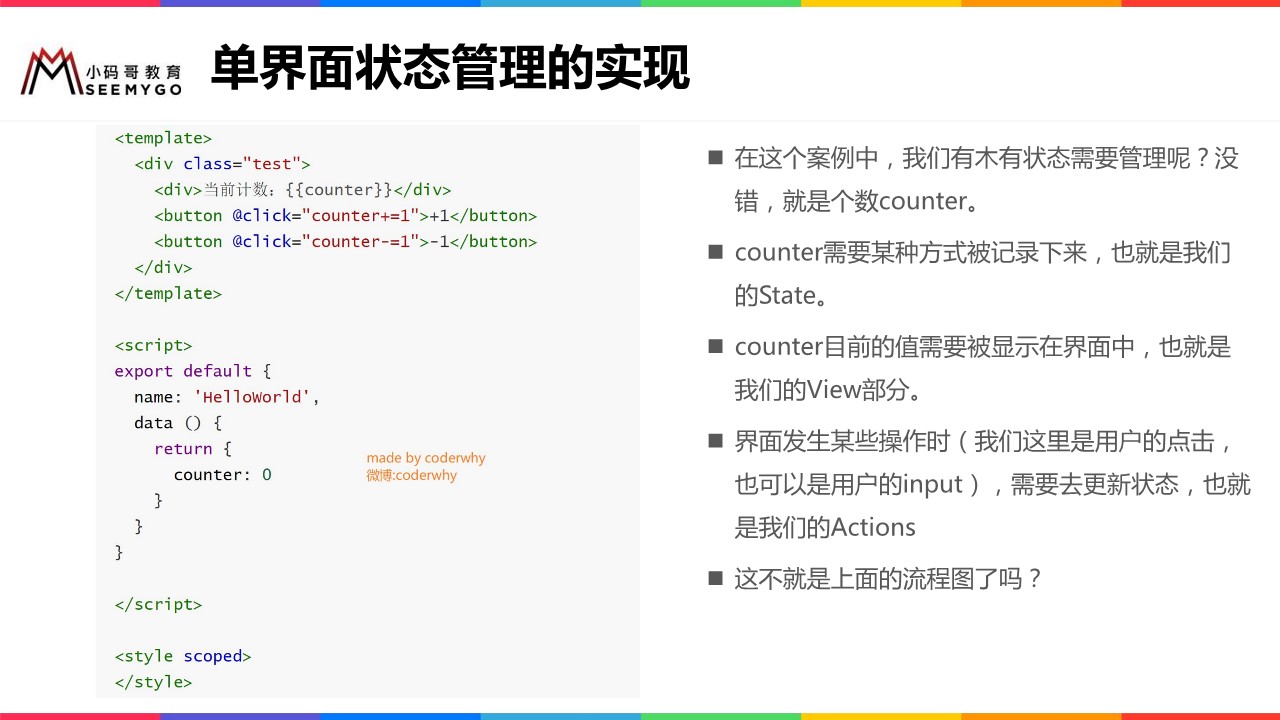 小码哥教育
SEEMYGO
单界面状态管理的实现
<template>
  <div class="test">
    <div>当前计数：{{counter}}</div>
    <button @click="counter+=1">+1</button>
    <button @click="counter-=1">-1</button>
  </div>
</template>
<script>
export default {
  name: 'HelloWorld',
  data () {
    return {
      counter: 0
    }
  }
}
</script>
<style scoped>
</style>
made by coderwhy
微博:coderwhy
■ 在这个案例中，我们有木有状态需要管理呢？没
错，就是个数counter。
■ counter需要某种方式被记录下来，也就是我们
的State。
■ counter目前的值需要被显示在界面中，也就是
我们的View部分。
■ 界面发生某些操作时（我们这里是用户的点击，
也可以是用户的input），需要去更新状态，也就
是我们的Actions
■ 这不就是上面的流程图了吗？